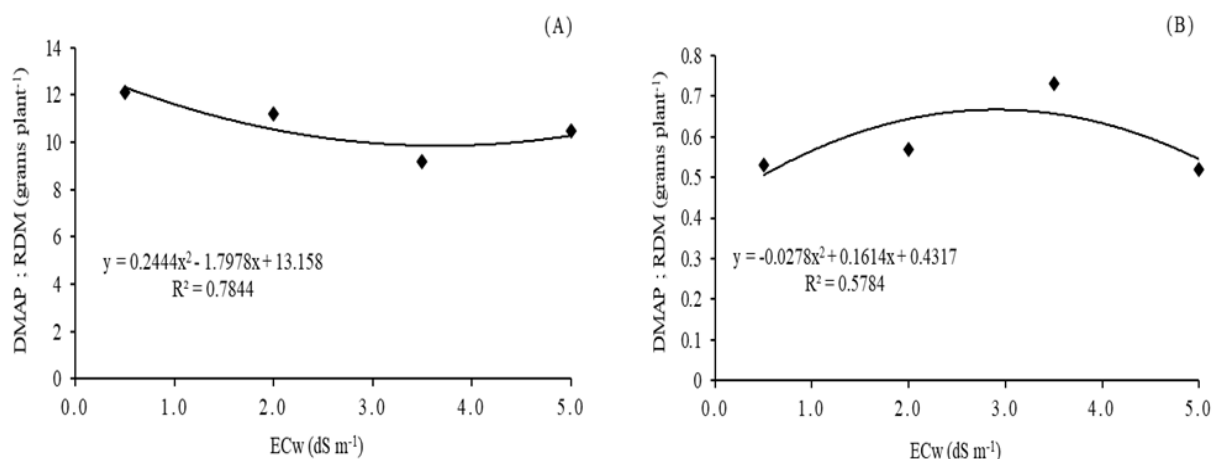 (A)
DMAP ; RDM (grams plant⁻¹)
14
12
10
8
6
4
2
0
y = 0.2444x² - 1.7978x + 13.158
R² = 0.7844
0.0 1.0 2.0 3.0 4.0 5.0
ECw (dS m⁻¹)
(B)
DMAP ; RDM (grams plant⁻¹)
0.8
0.7
0.6
0.5
0.4
0.3
0.2
0.1
0
y = -0.0278x² + 0.1614x + 0.4317
R² = 0.5784
0.0 1.0 2.0 3.0 4.0 5.0
ECw (dS m⁻¹)